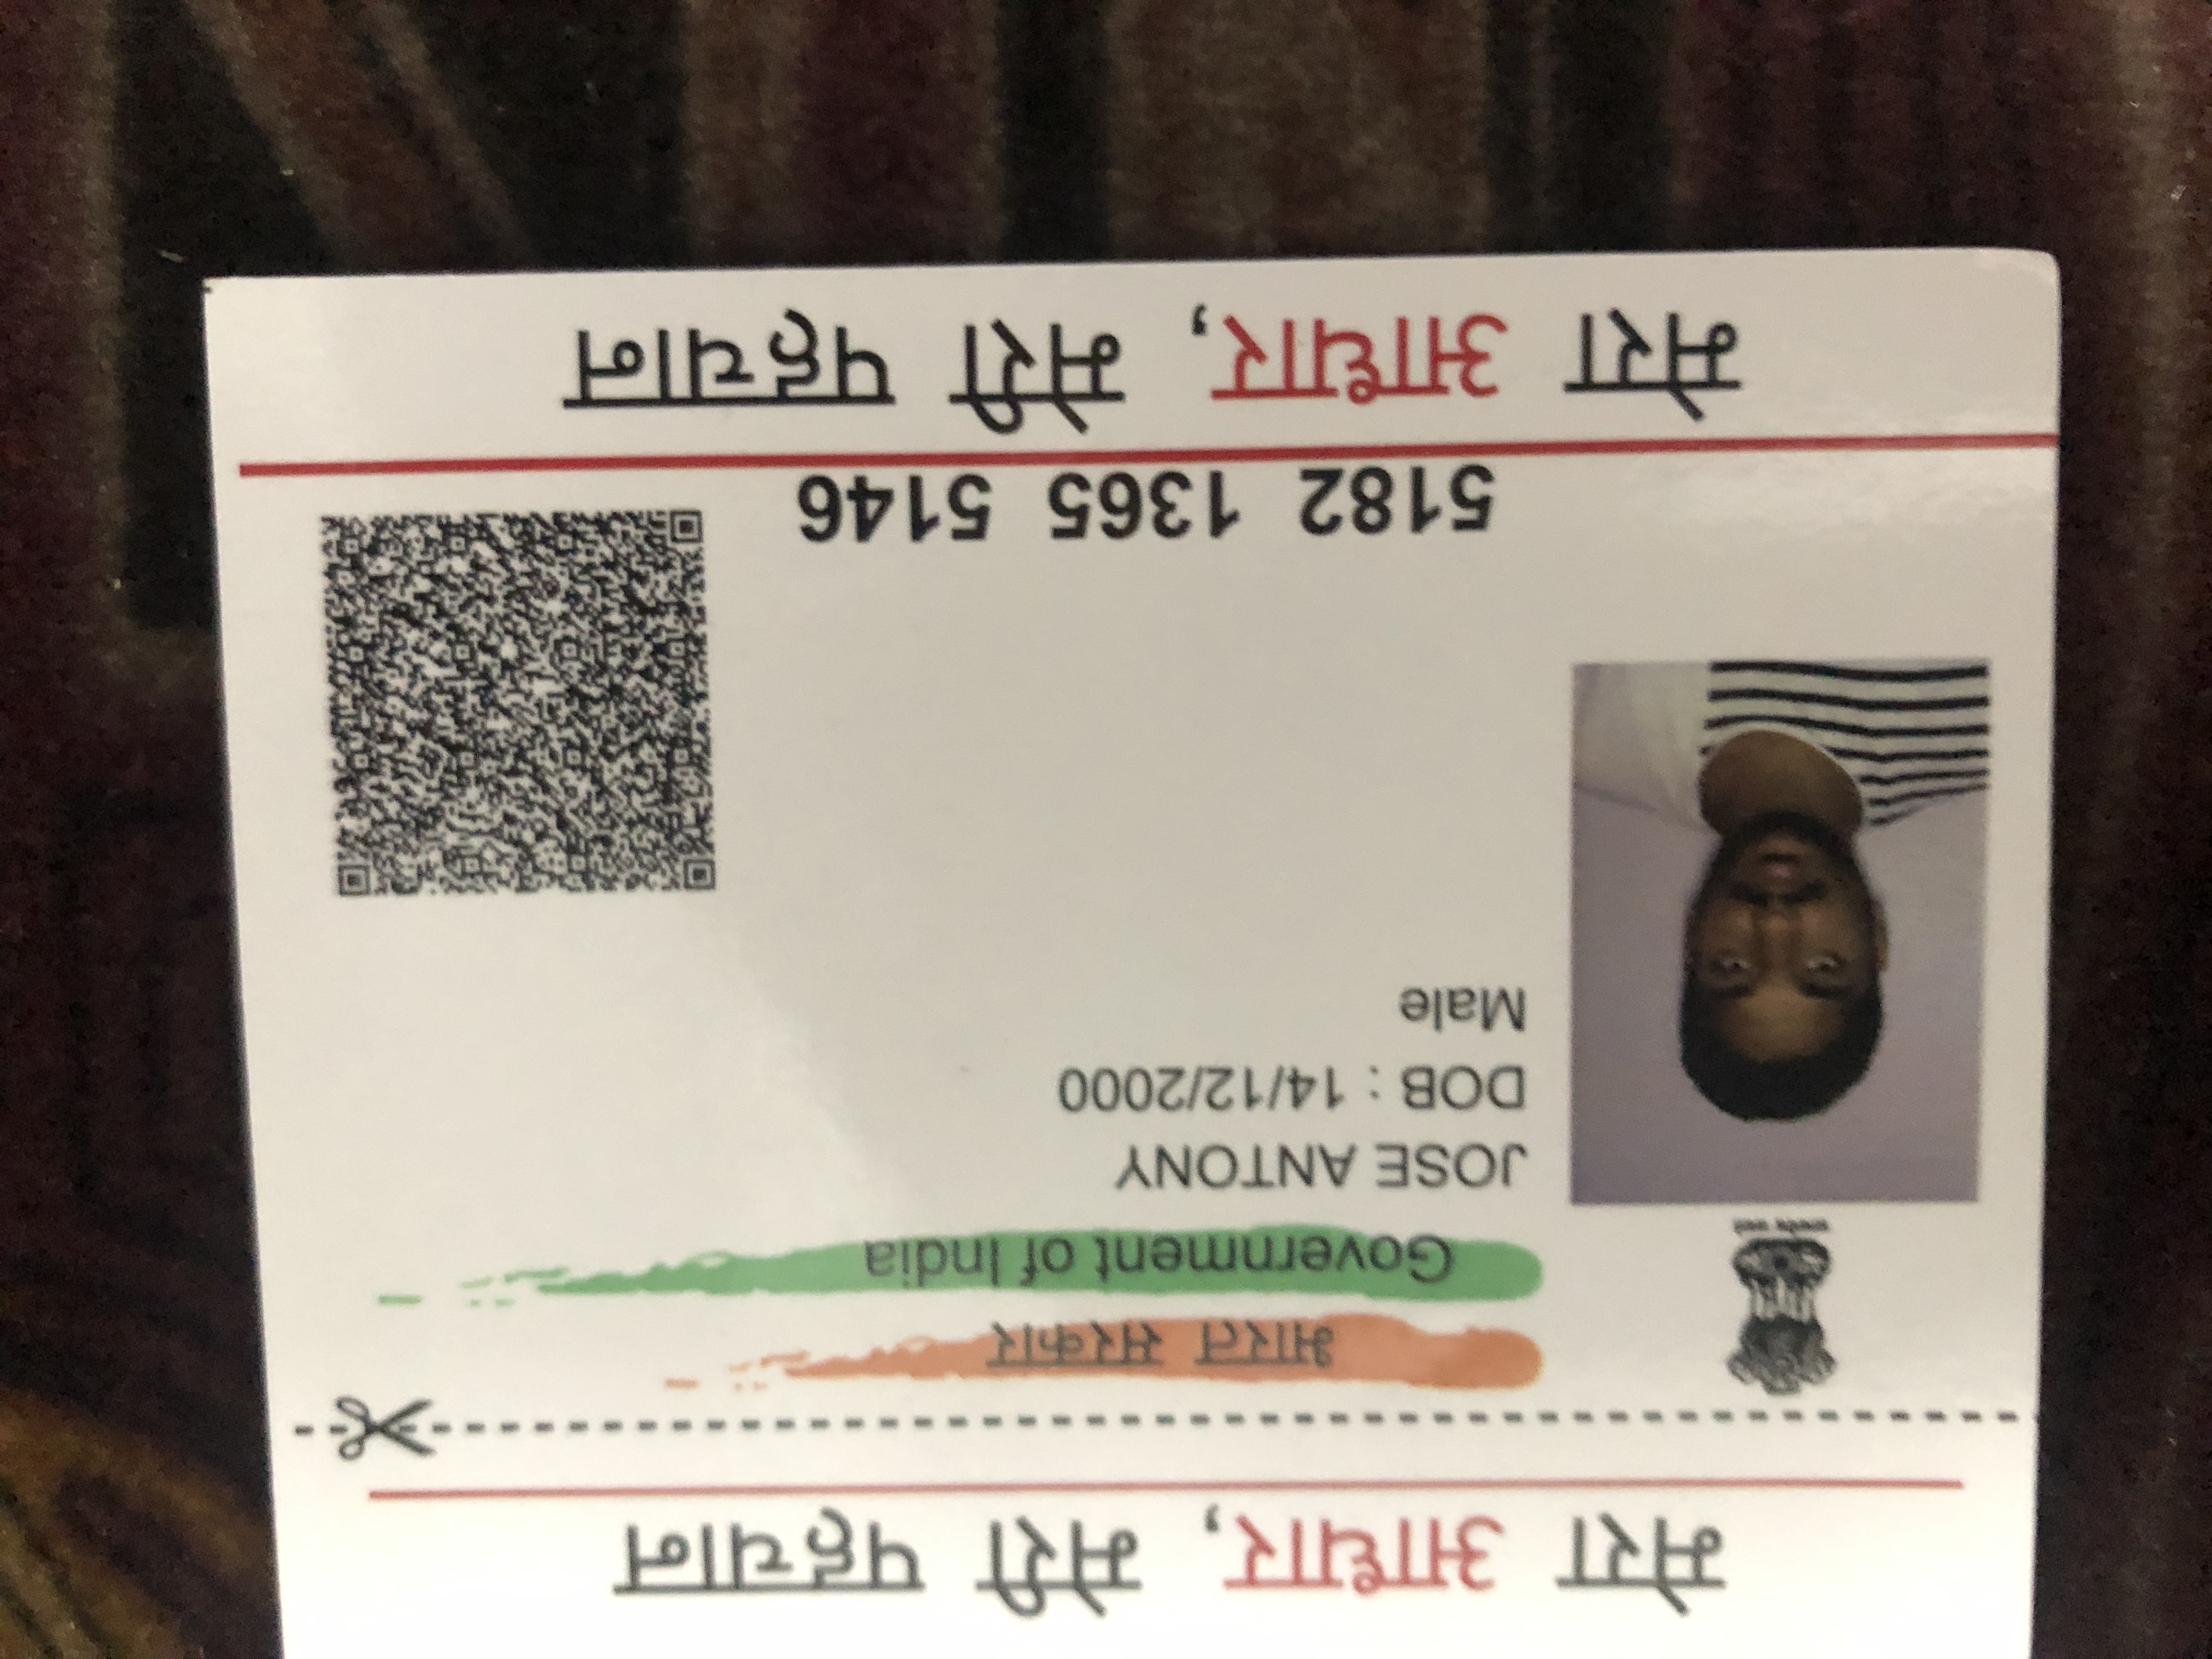 मेरा आधार, मेरी पहचान
भारत सरकार
Government of India
JOSE ANTONY
DOB : 14/12/2000
Male
5182 1365 5146
मेरा आधार, मेरी पहचान